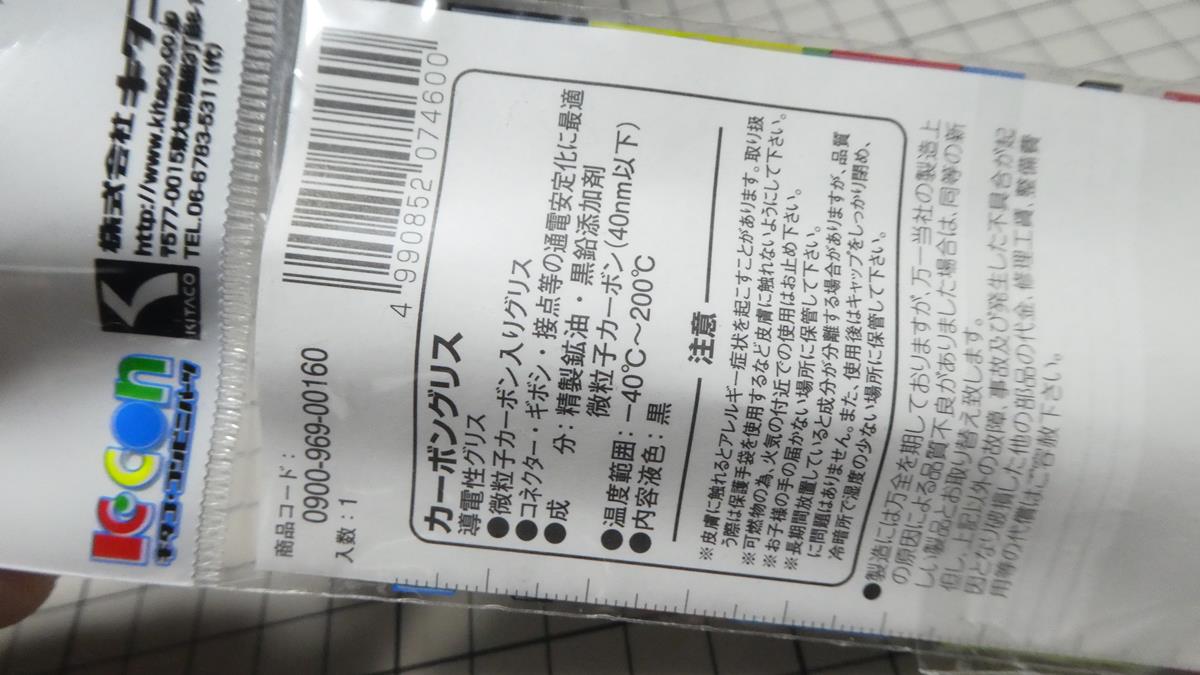 K・CON
キタコ・コンビニパーツ
KITACO
株式会社 キタ
http://www.kitaco.co.jp
〒577-0015東大阪市長田3丁目
TEL.06-6783-5311(代)
商品コード:
0900-969-00160
入数:1
4 990852 074600
カーボングリス
導電性グリス
●微粒子カーボン入りグリス
●コネクター・ギボシ・接点等の通電安定化に最適
●成 分:精製鉱油・黒鉛添加剤
微粒子カーボン(40nm以下)
●温度範囲:-40℃~200℃
●内容液色:黒
注意
※皮膚に触れるとアレルギー症状を起こすことがあります。取り扱
う際は保護手袋を使用するなど皮膚に触れないようにして下さい。
※可燃物の為、火気の付近での使用はお止め下さい。
※お子様の手の届かない場所に保管して下さい。
※長期間放置していると成分が分離する場合がありますが、品質
に問題はありません。また、使用後はキャップをしっかり閉め、
冷暗所で湿度の少ない場所に保管して下さい。
●製造には万全を期しておりますが、万一当社の製造上
の原因による品質不良がありました場合は、同等の新
しい製品とお取り替え致します。
但し上記以外の故障、事故及び発生した不具合が起
因となり破損した他の部品の代金、修理工賃、整備費
用等の代償はご容赦下さい。